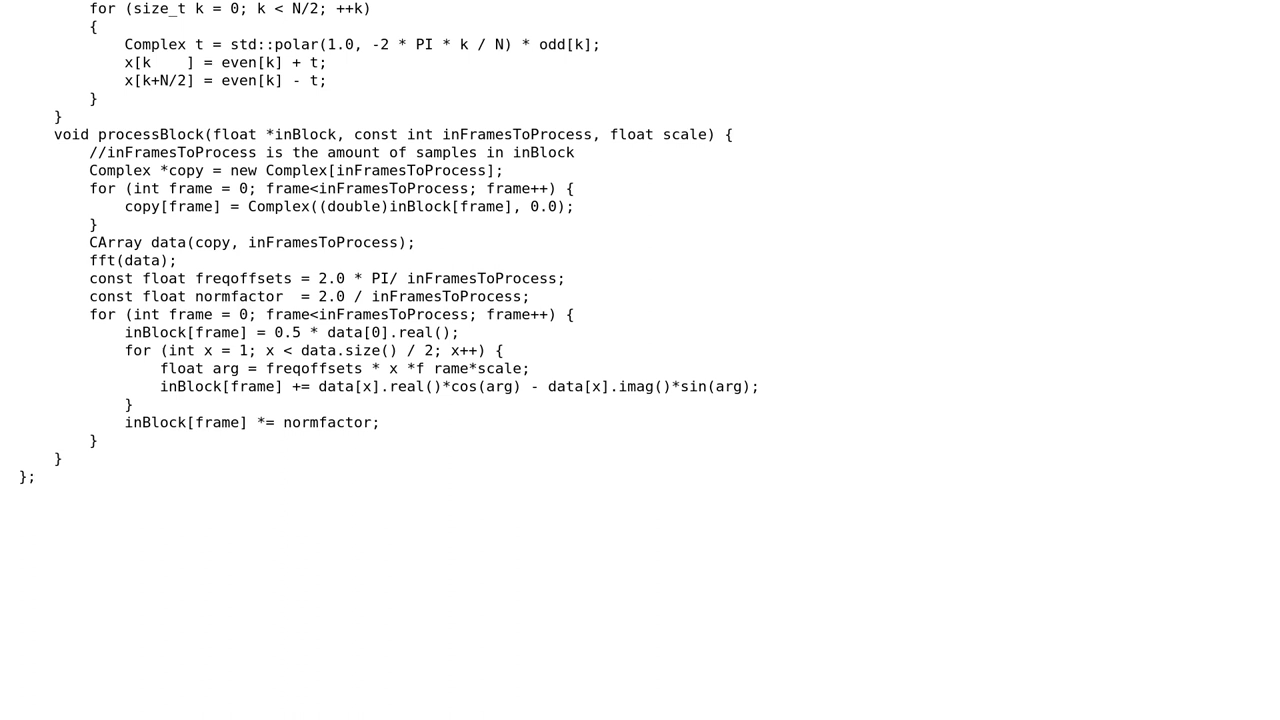 for (size_t k = 0; k < N/2; ++k)
        {
            Complex t = std::polar(1.0, -2 * PI * k / N) * odd[k];
            x[k    ] = even[k] + t;
            x[k+N/2] = even[k] - t;
        }
    }
    void processBlock(float *inBlock, const int inFramesToProcess, float scale) {
        //inFramesToProcess is the amount of samples in inBlock
        Complex *copy = new Complex[inFramesToProcess];
        for (int frame = 0; frame<inFramesToProcess; frame++) {
            copy[frame] = Complex((double)inBlock[frame], 0.0);
        }
        CArray data(copy, inFramesToProcess);
        fft(data);
        const float freqoffsets = 2.0 * PI/ inFramesToProcess;
        const float normfactor  = 2.0 / inFramesToProcess;
        for (int frame = 0; frame<inFramesToProcess; frame++) {
            inBlock[frame] = 0.5 * data[0].real();
            for (int x = 1; x < data.size() / 2; x++) {
                float arg = freqoffsets * x *f rame*scale;
                inBlock[frame] += data[x].real()*cos(arg) - data[x].imag()*sin(arg);
            }
            inBlock[frame] *= normfactor;
        }
    }
};